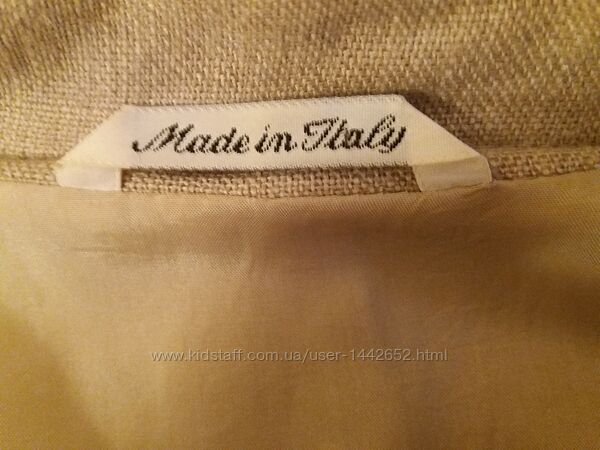 Made in Italy
www.kidstaff.com.ua/user-1442652.html